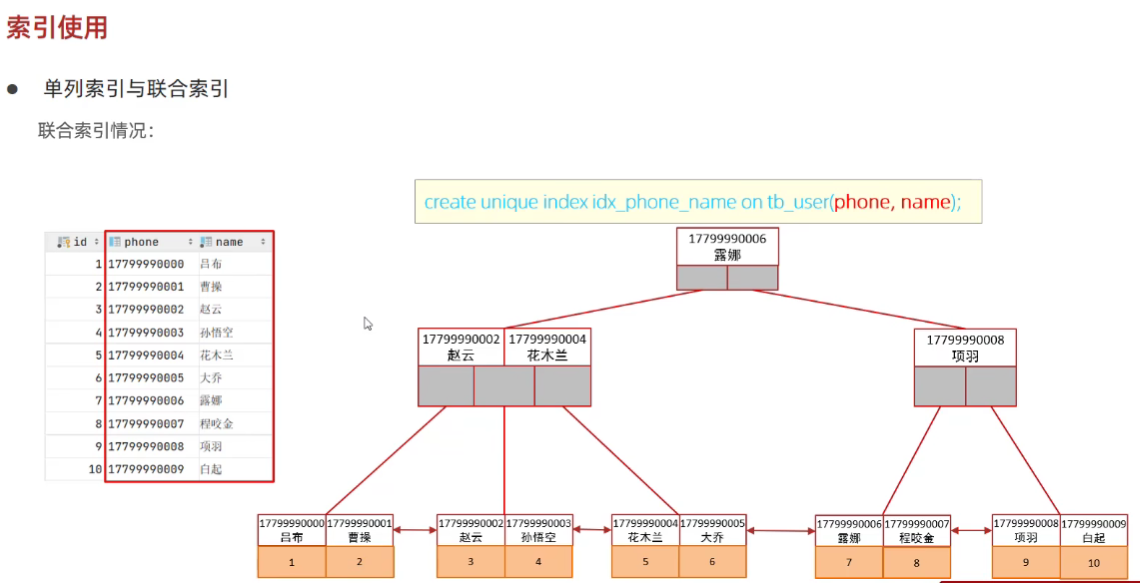 索引使用
● 单列索引与联合索引
联合索引情况:
create unique index idx_phone_name on tb_user(phone, name);
id phone name
1 17799990000 吕布
2 17799990001 曹操
3 17799990002 赵云
4 17799990003 孙悟空
5 17799990004 花木兰
6 17799990005 大乔
7 17799990006 露娜
8 17799990007 程咬金
9 17799990008 项羽
10 17799990009 白起
17799990006
露娜
17799990002 17799990004
赵云 花木兰
17799990008
项羽
17799990000 17799990001 17799990002 17799990003 17799990004 17799990005 17799990006 17799990007 17799990008 17799990009
吕布 曹操 赵云 孙悟空 花木兰 大乔 露娜 程咬金 项羽 白起
1 2 3 4 5 6 7 8 9 10